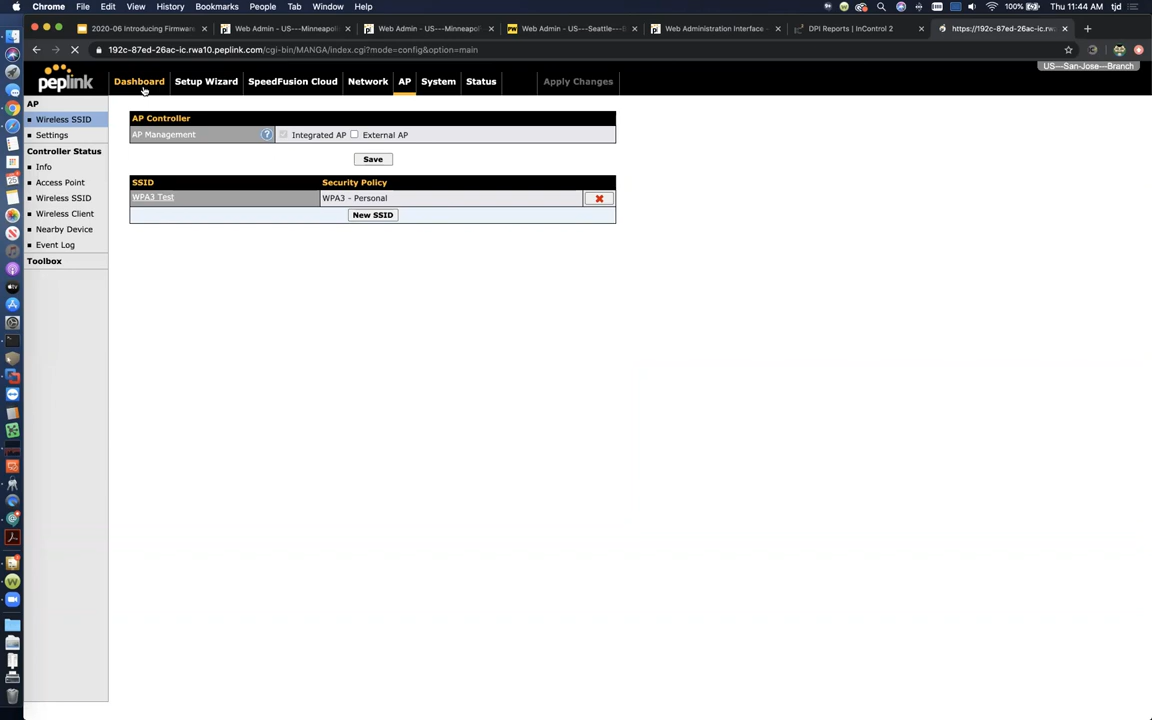 Chrome File Edit View History Bookmarks People Tab Window Help 100% Thu 11:44 AM tjd
2020-06 Introducing Firmware Web Admin - US---Minneapoli Web Admin - US---Minneapol Web Admin - US---Seattle--- Web Administration Interface - DPI Reports | InControl 2 https://192c-87ed-26ac-ic.rwa
192c-87ed-26ac-ic.rwa10.peplink.com/cgi-bin/MANGA/index.cgi?mode=config&option=main
US---San-Jose---Branch
peplink Dashboard Setup Wizard SpeedFusion Cloud Network AP System Status Apply Changes
AP
Wireless SSID
Settings
Controller Status
Info
Access Point
Wireless SSID
Wireless Client
Nearby Device
Event Log
Toolbox
AP Controller
AP Management ? Integrated AP External AP
Save
SSID Security Policy
WPA3 Test WPA3 - Personal
New SSID